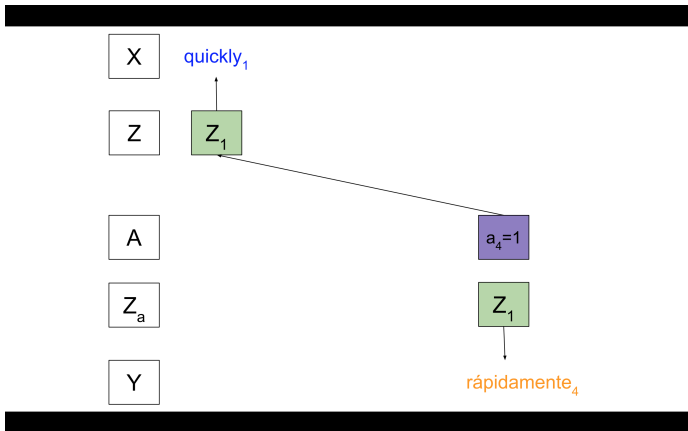 X quickly₁
Z Z₁
A a₄=1
Zₐ Z₁
Y rápidamente₄